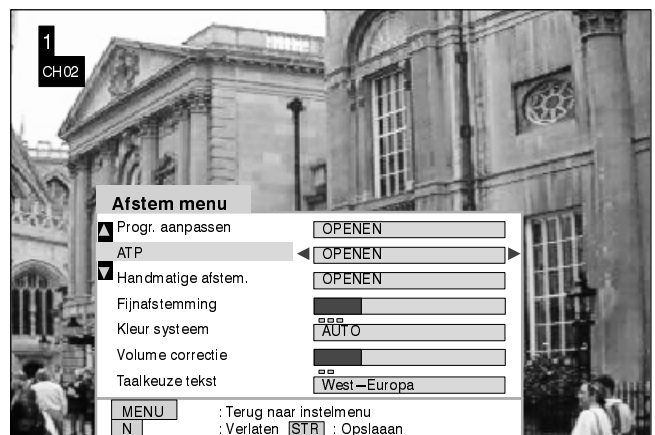 1
CH02
Afstem menu
Progr. aanpassen OPENEN
ATP OPENEN
Handmatige afstem. OPENEN
Fijnafstemming
Kleur systeem AUTO
Volume correctie
Taalkeuze tekst West–Europa
MENU : Terug naar instelmenu
N : Verlaten STR : Opslaaan